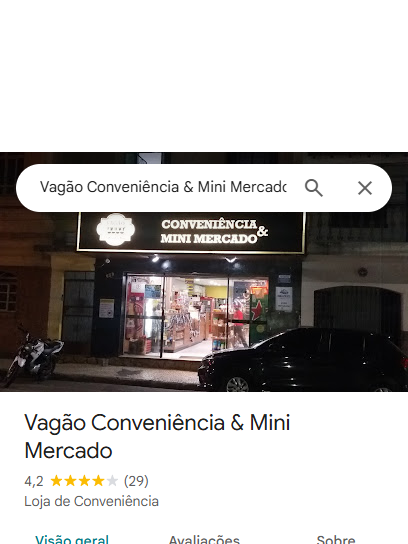 Vagão Conveniência & Mini Mercado
CONVENIÊNCIA &
MINI MERCADO
Vagão Conveniência & Mini
Mercado
4,2 (29)
Loja de Conveniência
Visão geral Avaliações Sobre